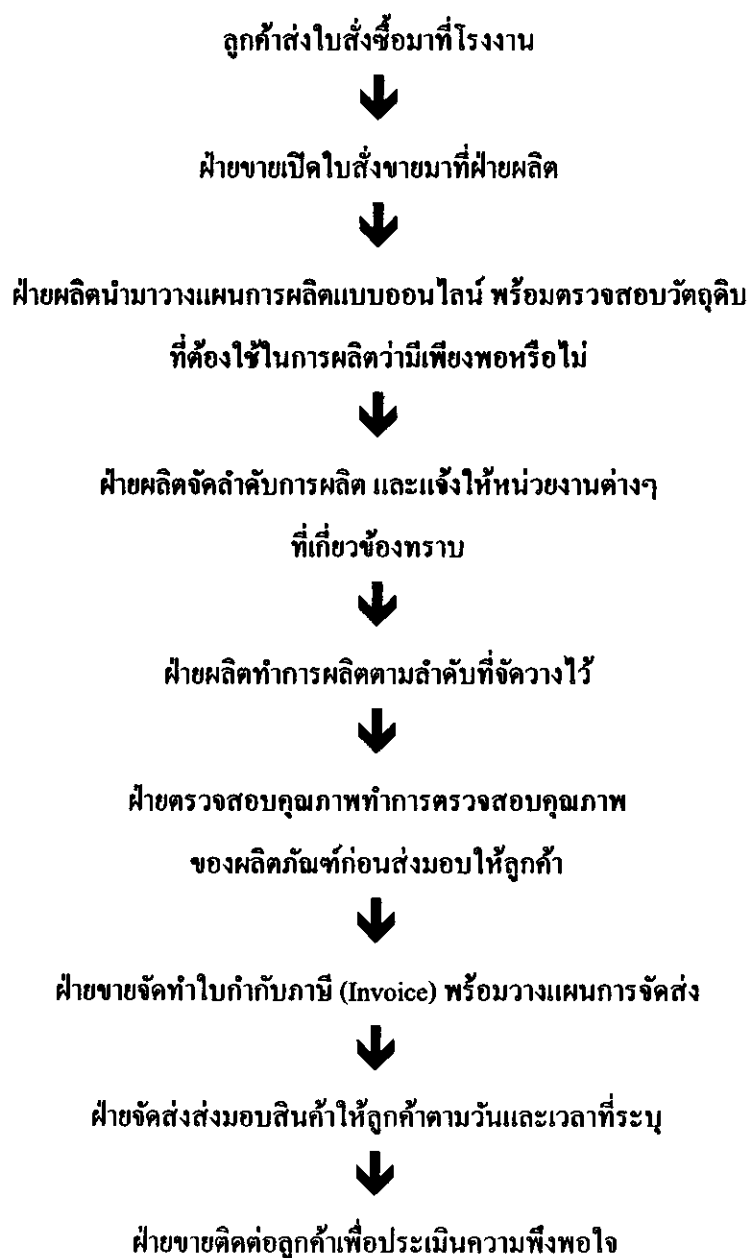 ลูกค้าส่งใบสั่งซื้อมาที่โรงงาน
ฝ่ายขายเปิดใบสั่งขายมาที่ฝ่ายผลิต
ฝ่ายผลิตนำมาวางแผนการผลิตแบบออนไลน์ พร้อมตรวจสอบวัตถุดิบ
ที่ต้องใช้ในการผลิตว่ามีเพียงพอหรือไม่
ฝ่ายผลิตจัดลำดับการผลิต และแจ้งให้หน่วยงานต่างๆ
ที่เกี่ยวข้องทราบ
ฝ่ายผลิตทำการผลิตตามลำดับที่จัดวางไว้
ฝ่ายตรวจสอบคุณภาพทำการตรวจสอบคุณภาพ
ของผลิตภัณฑ์ก่อนส่งมอบให้ลูกค้า
ฝ่ายขายจัดทำใบกำกับภาษี (Invoice) พร้อมวางแผนการจัดส่ง
ฝ่ายจัดส่งส่งมอบสินค้าให้ลูกค้าตามวันและเวลาที่ระบุ
ฝ่ายขายติดต่อลูกค้าเพื่อประเมินความพึงพอใจ